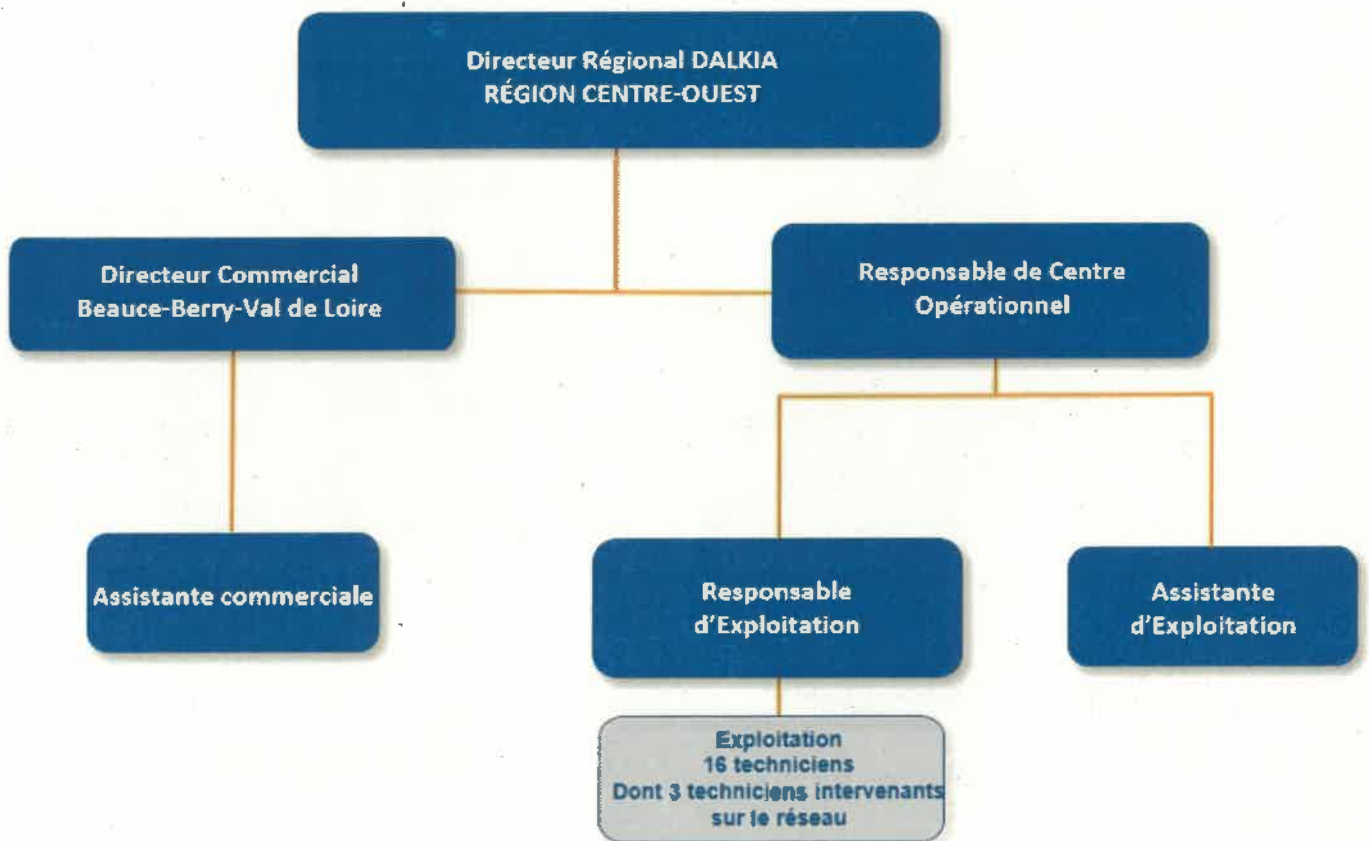 Directeur Régional DALKIA
RÉGION CENTRE-OUEST
Directeur Commercial
Beauce-Berry-Val de Loire
Responsable de Centre
Opérationnel
Assistante commerciale
Responsable
d'Exploitation
Assistante
d'Exploitation
Exploitation
16 techniciens
Dont 3 techniciens intervenants
sur le réseau